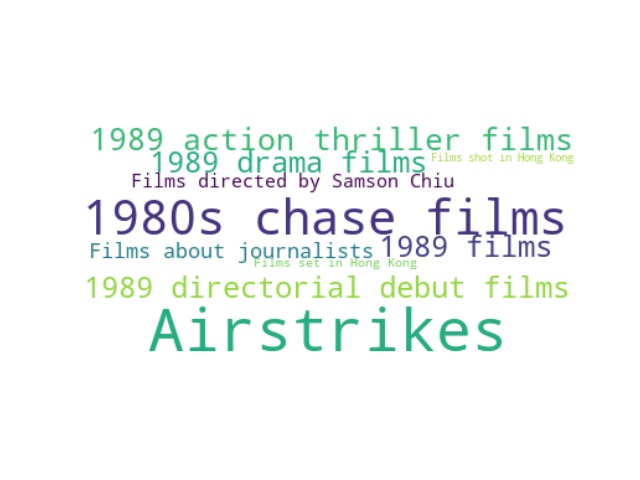 1989 action thriller films
1989 drama films
Films shot in Hong Kong
Films directed by Samson Chiu
1980s chase films
1989 films
Films about journalists
Films set in Hong Kong
1989 directorial debut films
Airstrikes